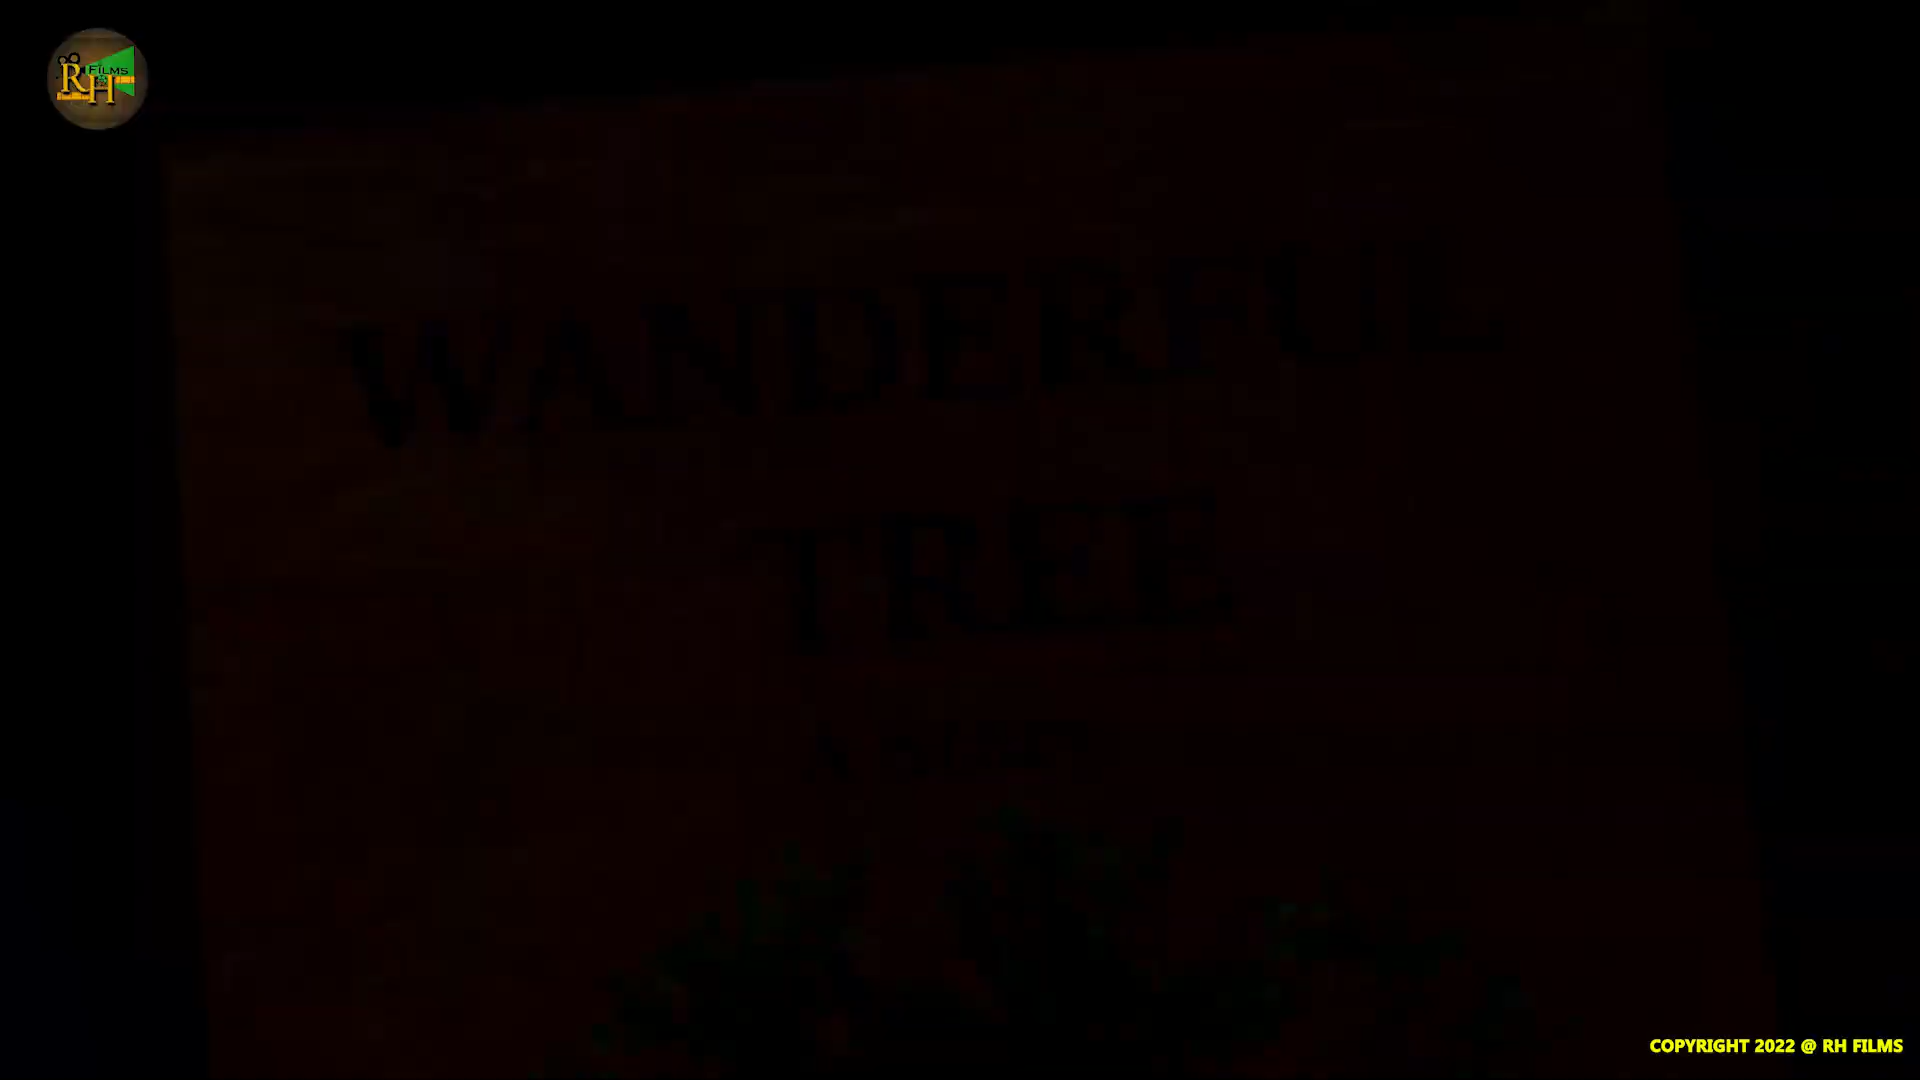 RH
FILMS
WANDERFUL
TREE
COPYRIGHT 2022 @ RH FILMS